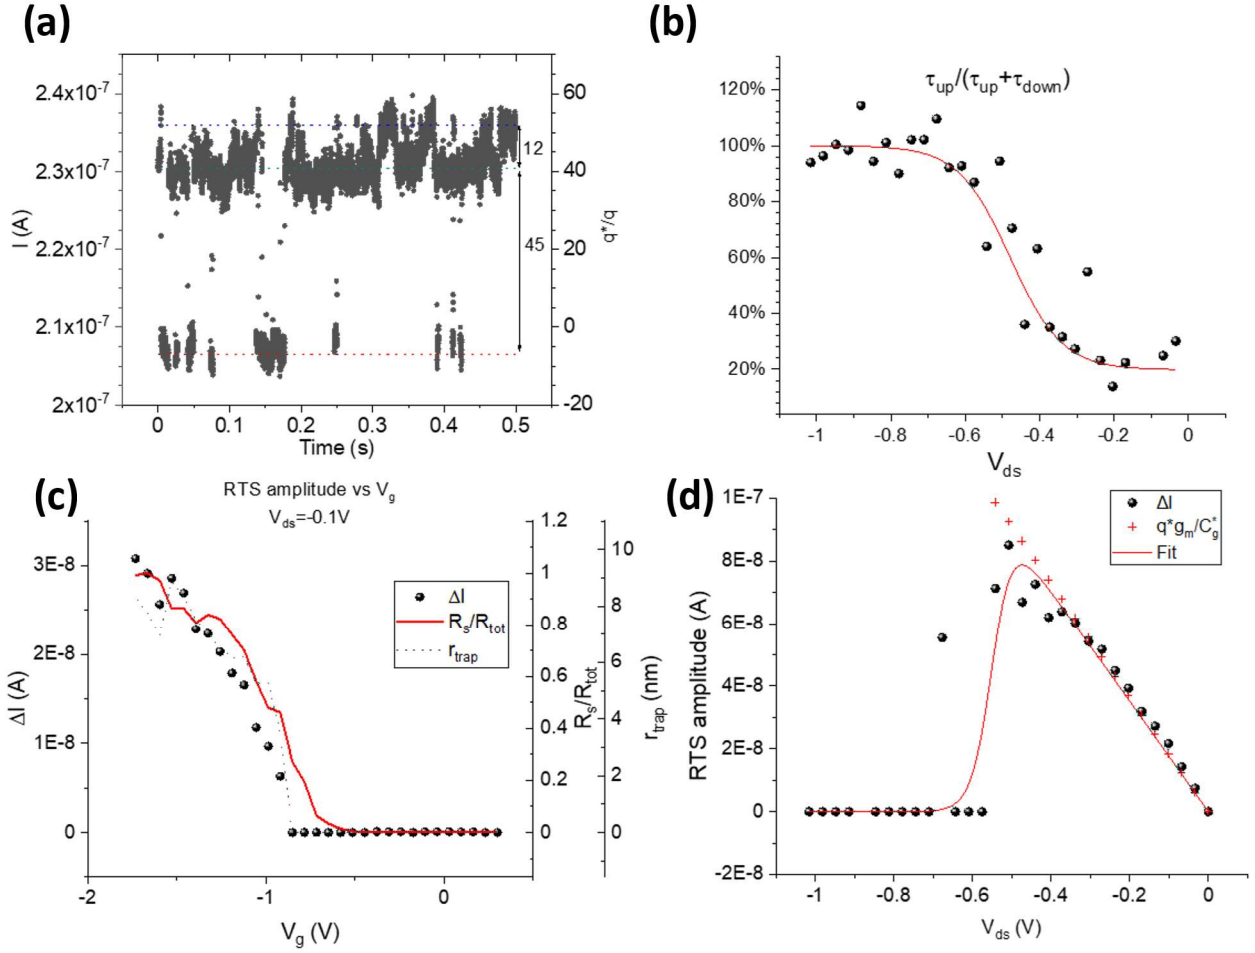 (a)
2.4x10⁻⁷
2.3x10⁻⁷
2.2x10⁻⁷
2.1x10⁻⁷
2x10⁻⁷
I (A)
60
40
20
0
-20
q*/q
12
45
0 0.1 0.2 0.3 0.4 0.5
Time (s)
(b)
τup/(τup+τdown)
120%
100%
80%
60%
40%
20%
-1 -0.8 -0.6 -0.4 -0.2 0
Vds
(c)
RTS amplitude vs Vg
Vds=-0.1V
3E-8
2E-8
1E-8
0
ΔI (A)
ΔI
Rs/Rtot
rtrap
1.2
1
0.8
0.6
0.4
0.2
0
Rs/Rtot
10
8
6
4
2
0
rtrap (nm)
-2 -1 0
Vg (V)
(d)
1E-7
8E-8
6E-8
4E-8
2E-8
0
-2E-8
RTS amplitude (A)
ΔI
q*gm/C*g
Fit
-1 -0.8 -0.6 -0.4 -0.2 0
Vds (V)